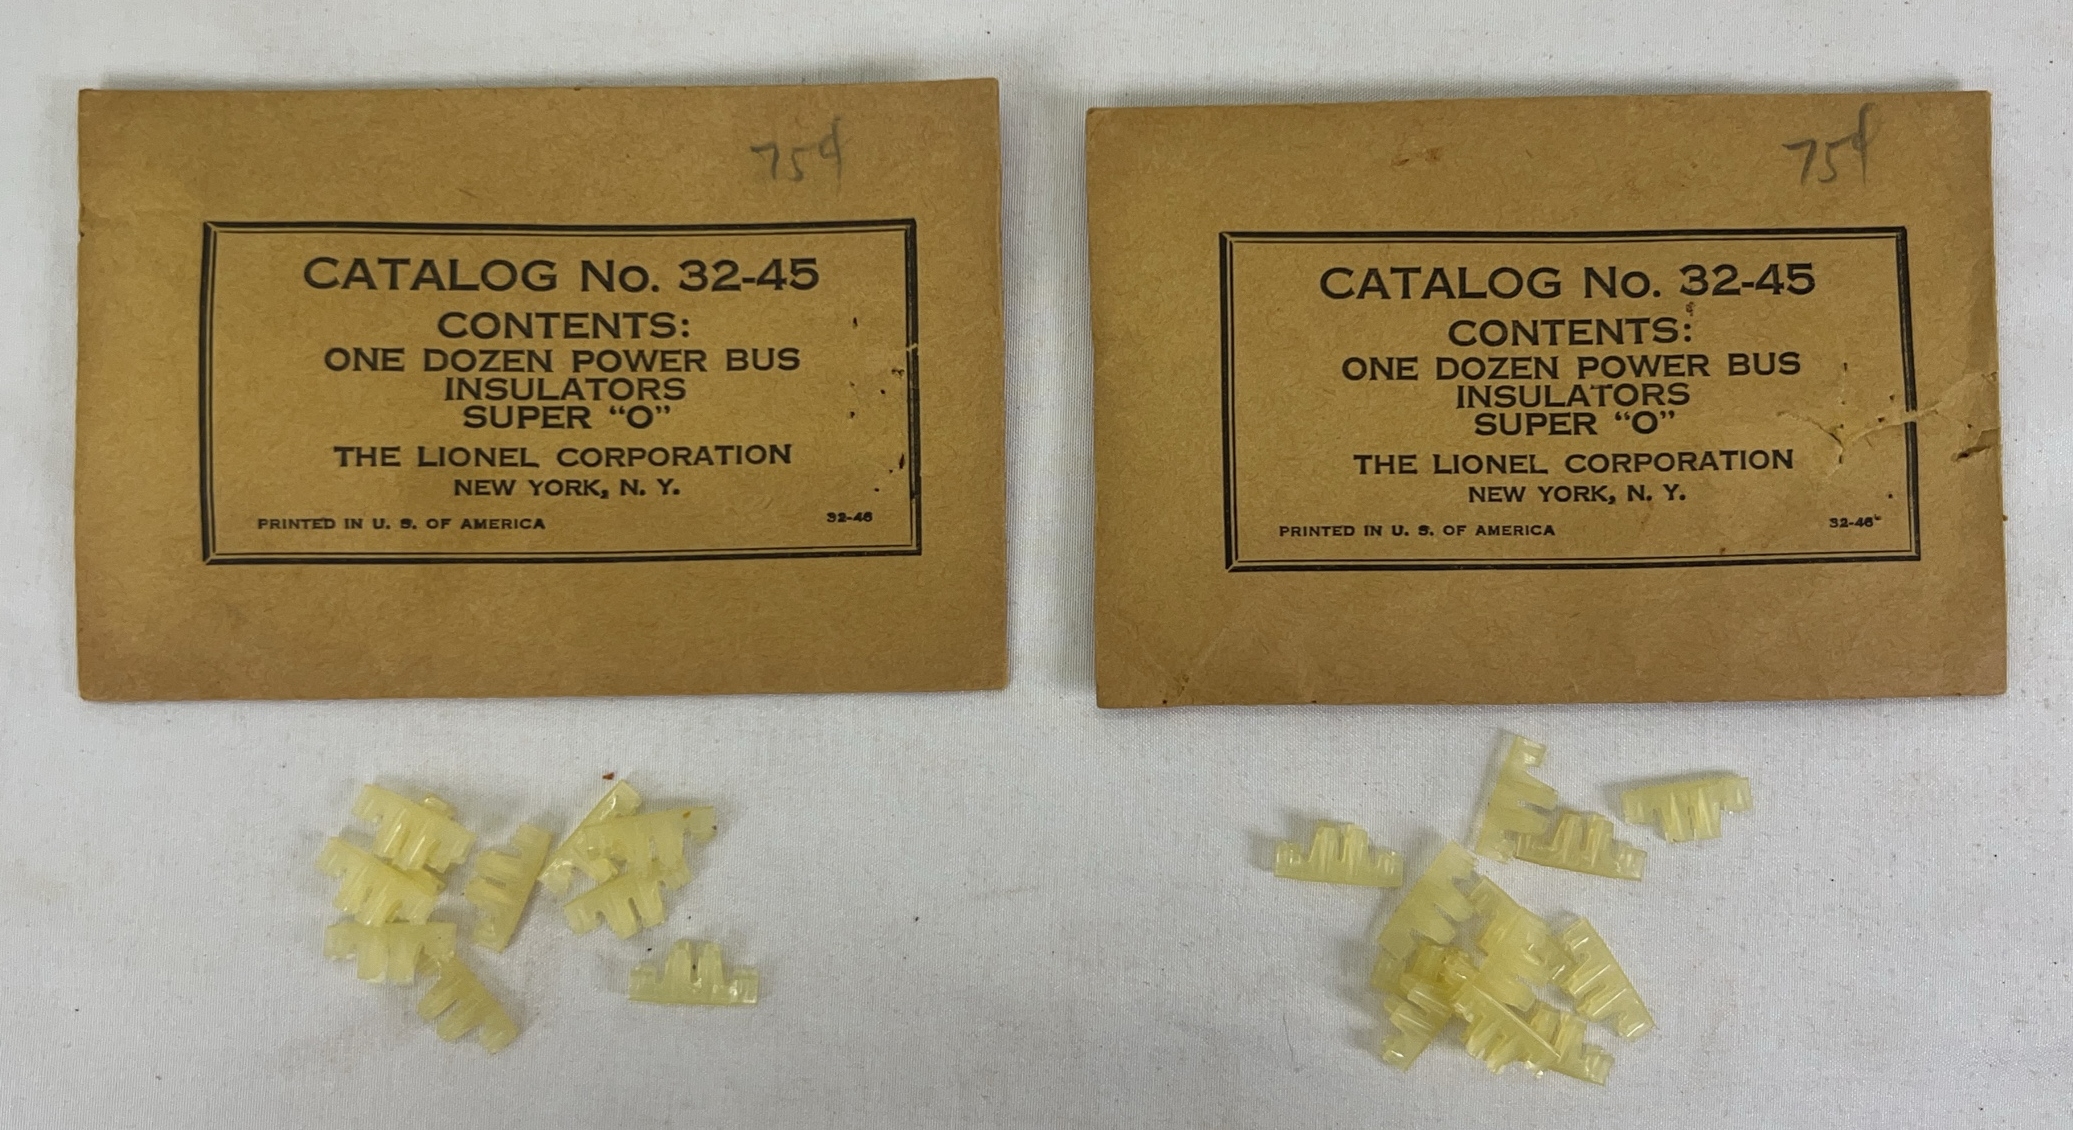 75¢
CATALOG No. 32-45
CONTENTS:
ONE DOZEN POWER BUS
INSULATORS
SUPER “O”
THE LIONEL CORPORATION
NEW YORK, N. Y.
PRINTED IN U. S. OF AMERICA 32-46
75¢
CATALOG No. 32-45
CONTENTS:
ONE DOZEN POWER BUS
INSULATORS
SUPER “O”
THE LIONEL CORPORATION
NEW YORK, N. Y.
PRINTED IN U. S. OF AMERICA 32-46